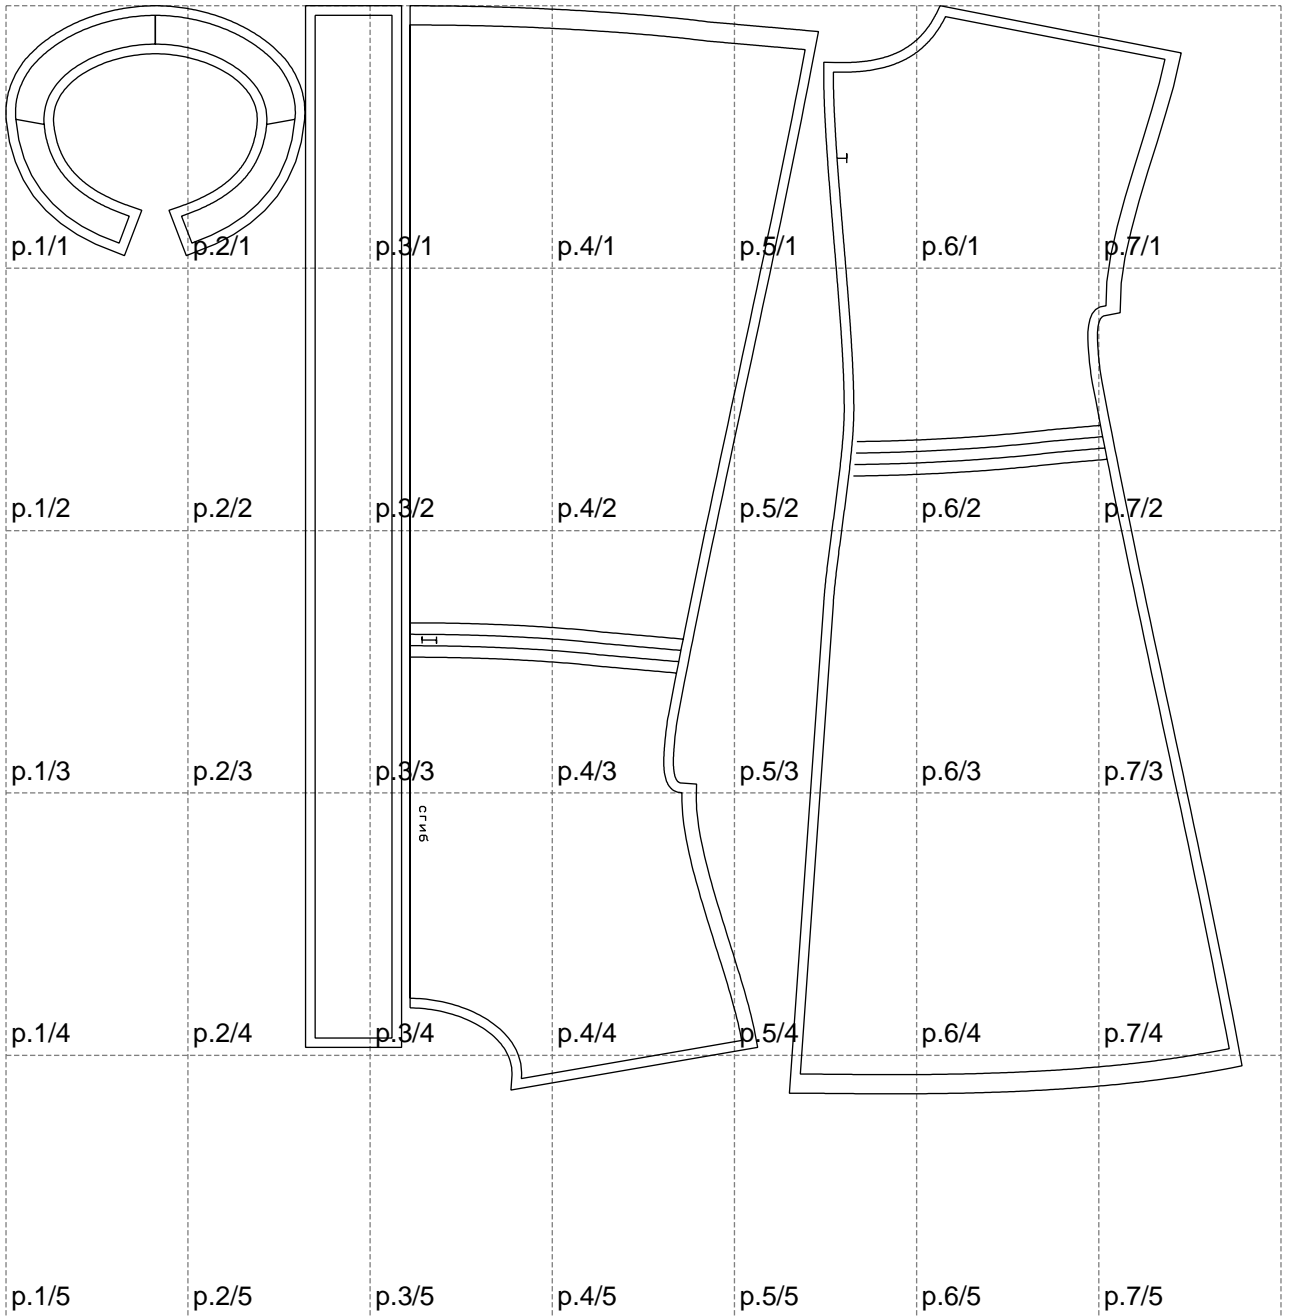 p.1/1 p.2/1 p.3/1 p.4/1 p.5/1 p.6/1 p.7/1
p.1/2 p.2/2 p.3/2 p.4/2 p.5/2 p.6/2 p.7/2
p.1/3 p.2/3 p.3/3 p.4/3 p.5/3 p.6/3 p.7/3
сгиб
p.1/4 p.2/4 p.3/4 p.4/4 p.5/4 p.6/4 p.7/4
p.1/5 p.2/5 p.3/5 p.4/5 p.5/5 p.6/5 p.7/5